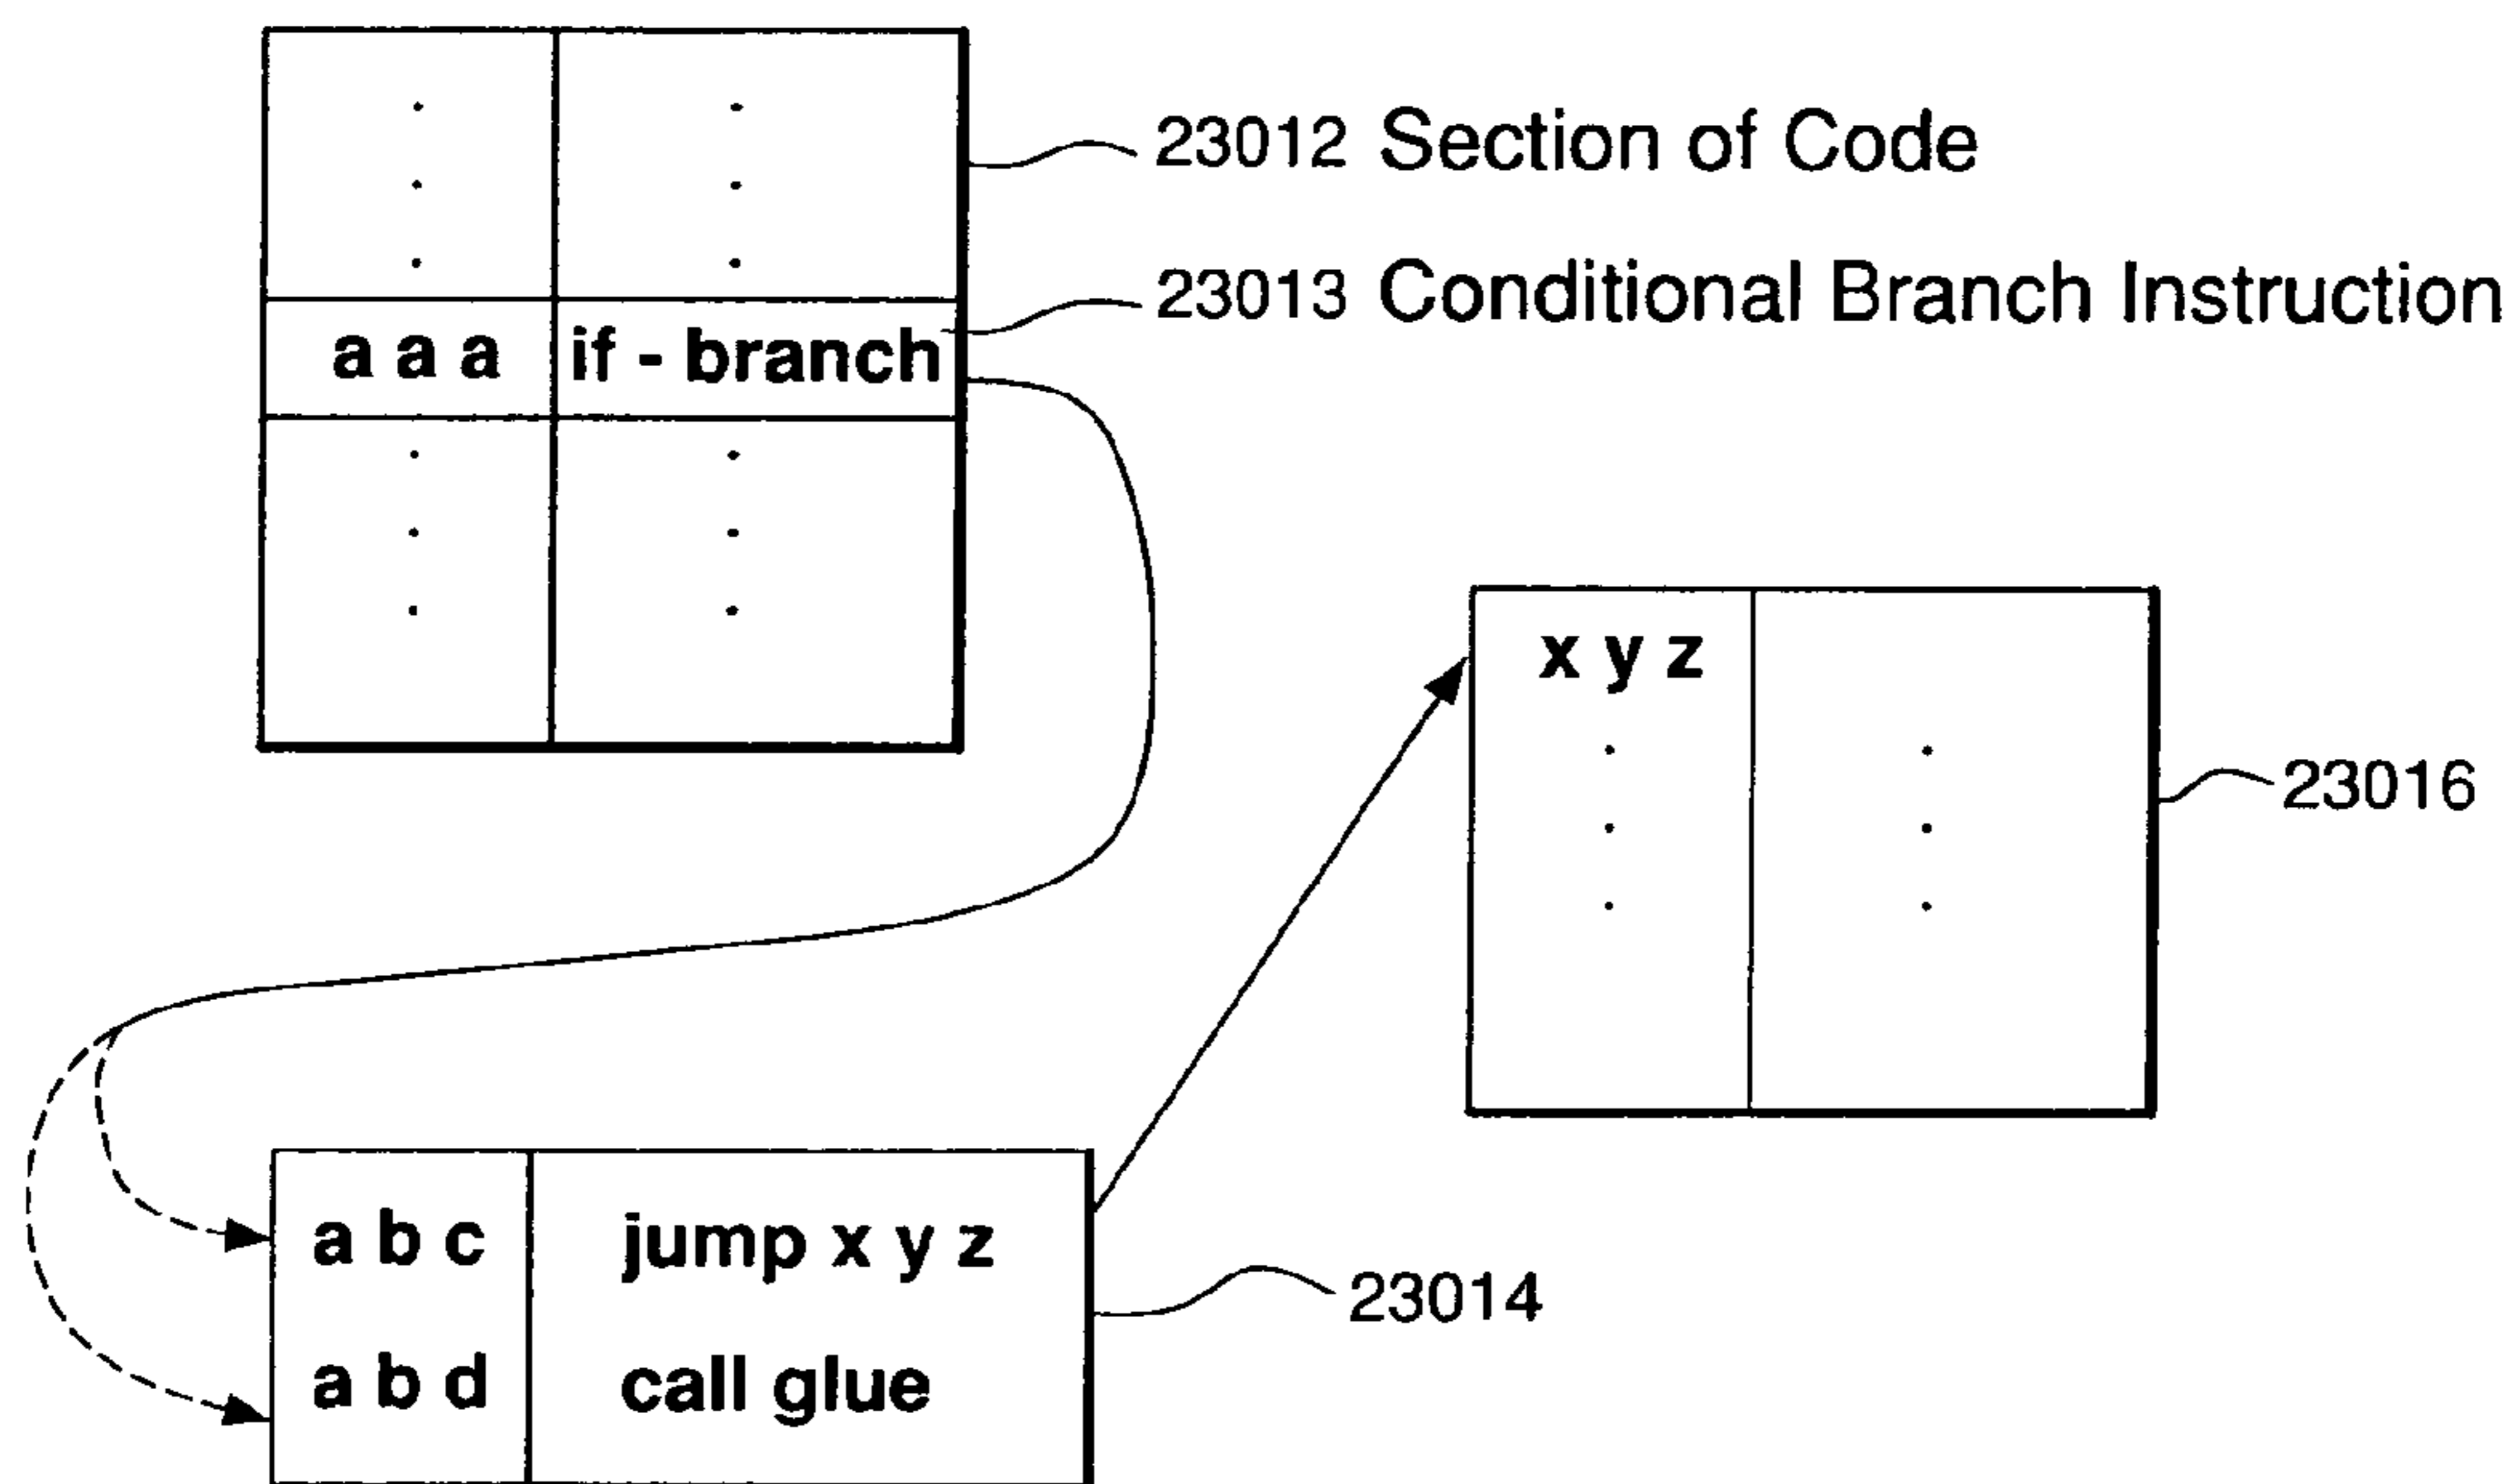 23012 Section of Code
23013 Conditional Branch Instruction
a a a if - branch
x y z
23016
a b c jump x y z
23014
a b d call glue